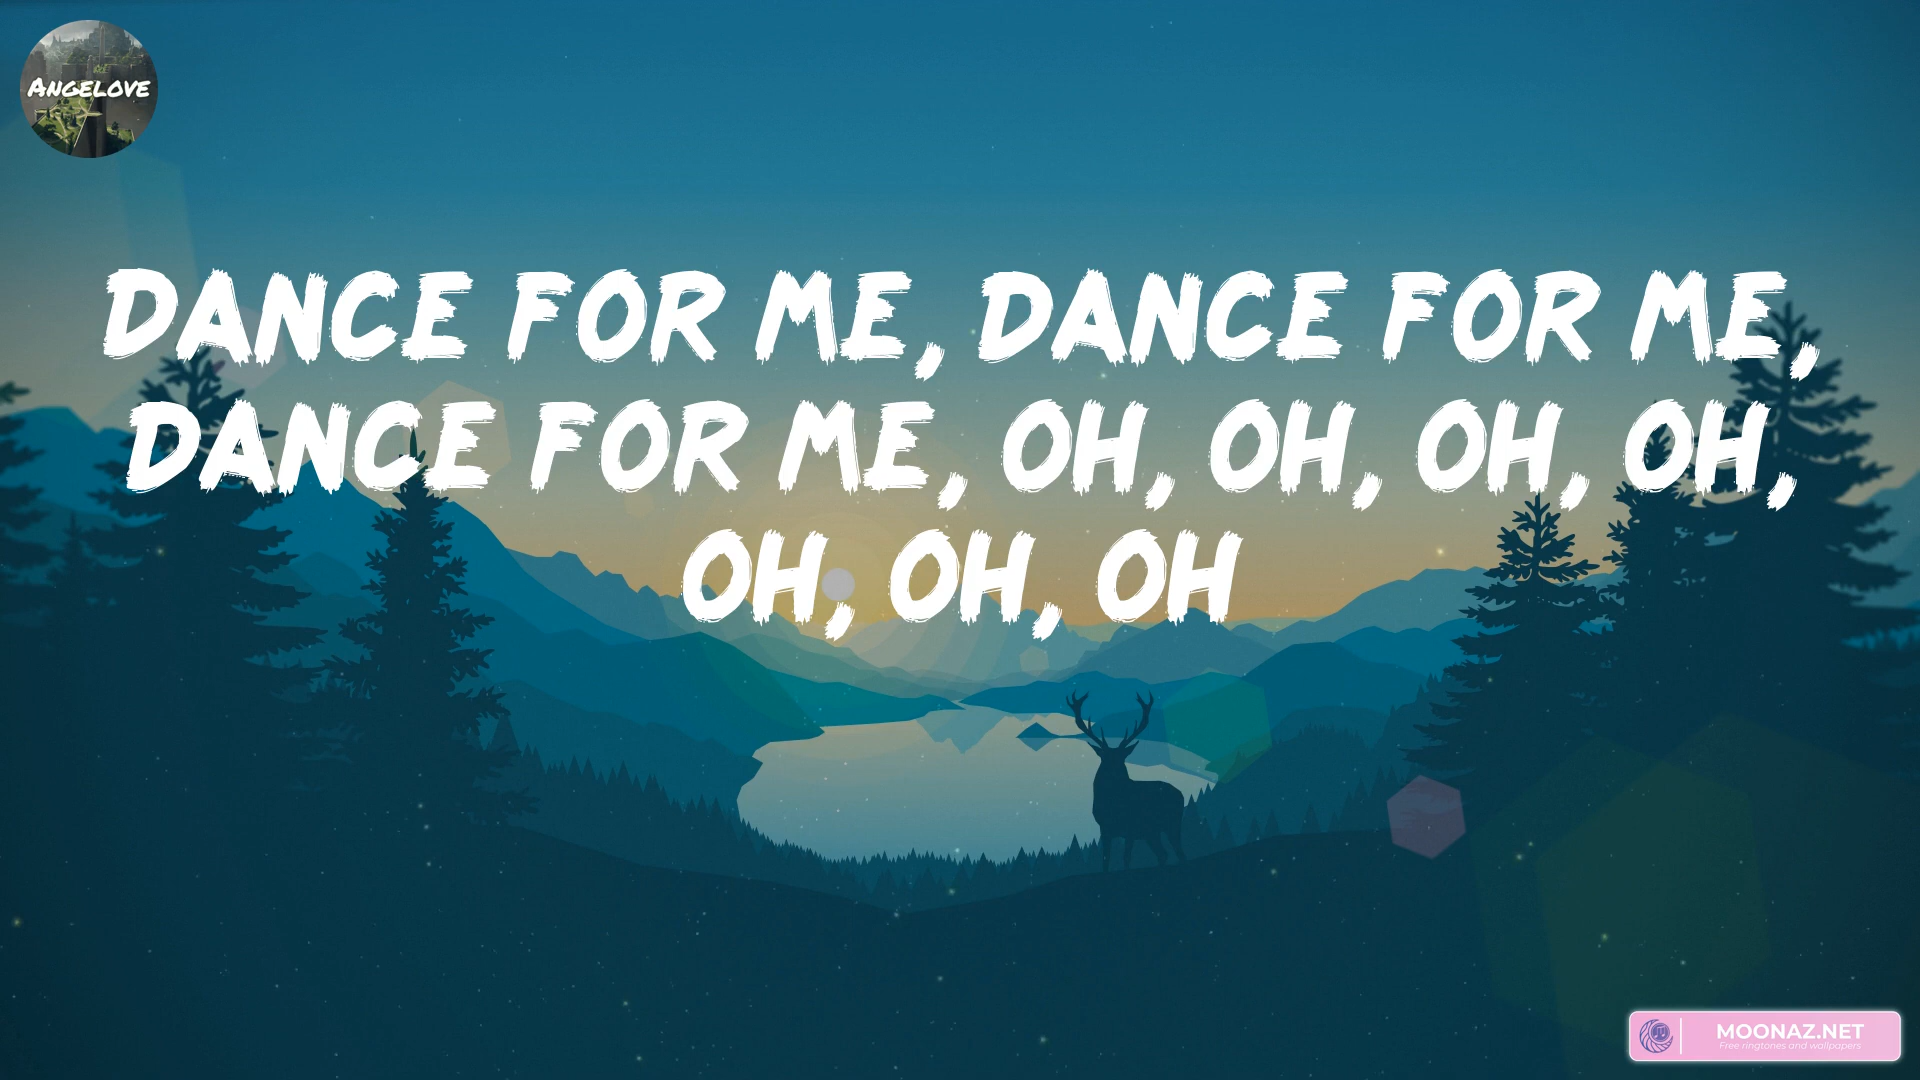 ANGELOVE
DANCE FOR ME, DANCE FOR ME,
DANCE FOR ME, OH, OH, OH, OH,
OH, OH, OH
MOONAZ.NET
Free ringtones and wallpapers